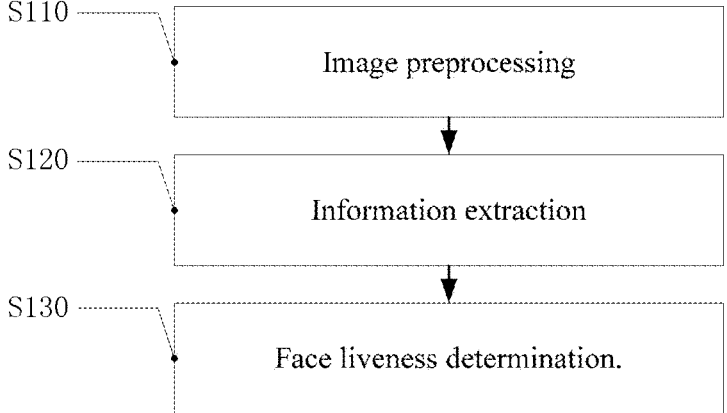 S110
Image preprocessing
S120
Information extraction
S130
Face liveness determination.